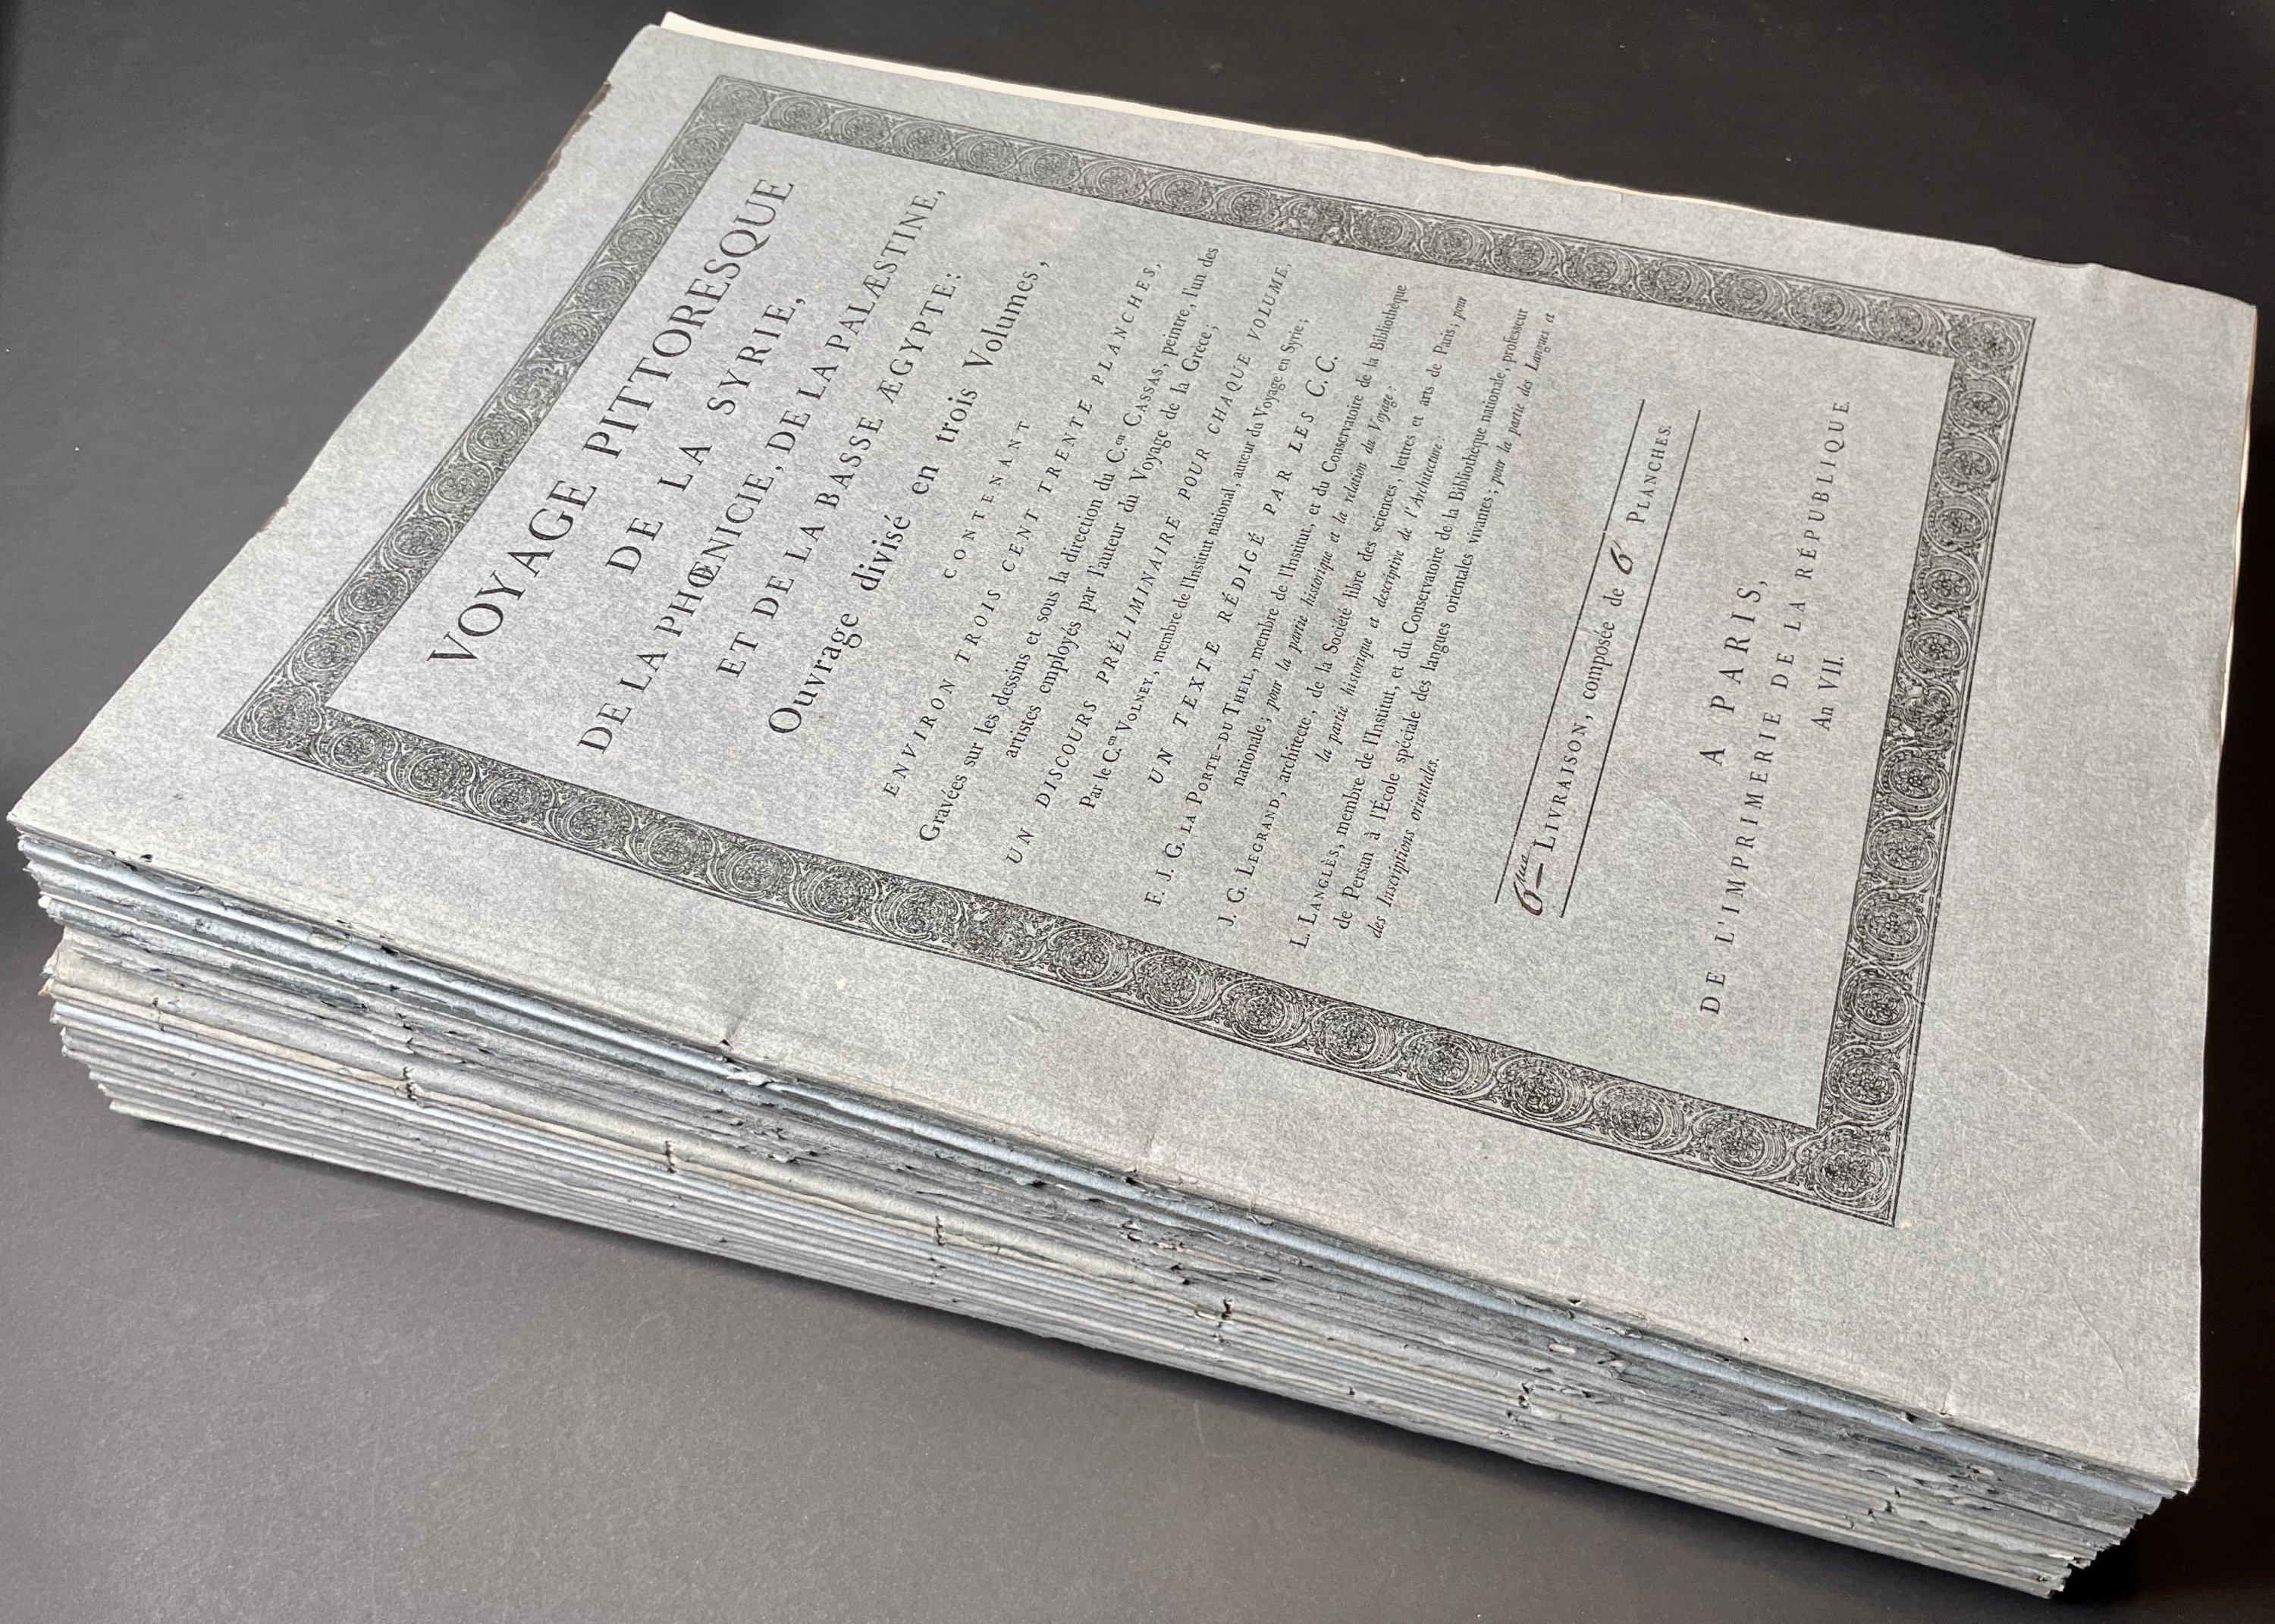 VOYAGE PITTORESQUE
DE LA SYRIE,
DE LA PHŒNICIE, DE LA PALÆSTINE,
ET DE LA BASSE ÆGYPTE:
Ouvrage divisé en trois Volumes,
CONTENANT
ENVIRON TROIS CENT TRENTE PLANCHES,
Gravées sur les dessins et sous la direction du C.en CASSAS, peintre, l'un des
artistes employés par l'auteur du Voyage de la Grèce;
UN DISCOURS PRÉLIMINAIRE POUR CHAQUE VOLUME,
Par le C.en VOLNEY, membre de l'Institut national, auteur du Voyage en Syrie;
UN TEXTE RÉDIGÉ PAR LES C.C.
F. J. G. LA PORTE-DU THEIL, membre de l'Institut, et du Conservatoire de la Bibliothèque
nationale; pour la partie historique et la relation du Voyage:
J. G. LEGRAND, architecte, de la Société libre des sciences, lettres et arts de Paris; pour
la partie historique et descriptive de l'Architecture:
L. LANGLÈS, membre de l'Institut, et du Conservatoire de la Bibliothèque nationale, professeur
de Persan à l'École spéciale des langues orientales vivantes; pour la partie des Langues et
des Inscriptions orientales.
6me LIVRAISON, composée de 6 PLANCHES.
A PARIS,
DE L'IMPRIMERIE DE LA RÉPUBLIQUE.
An VII.